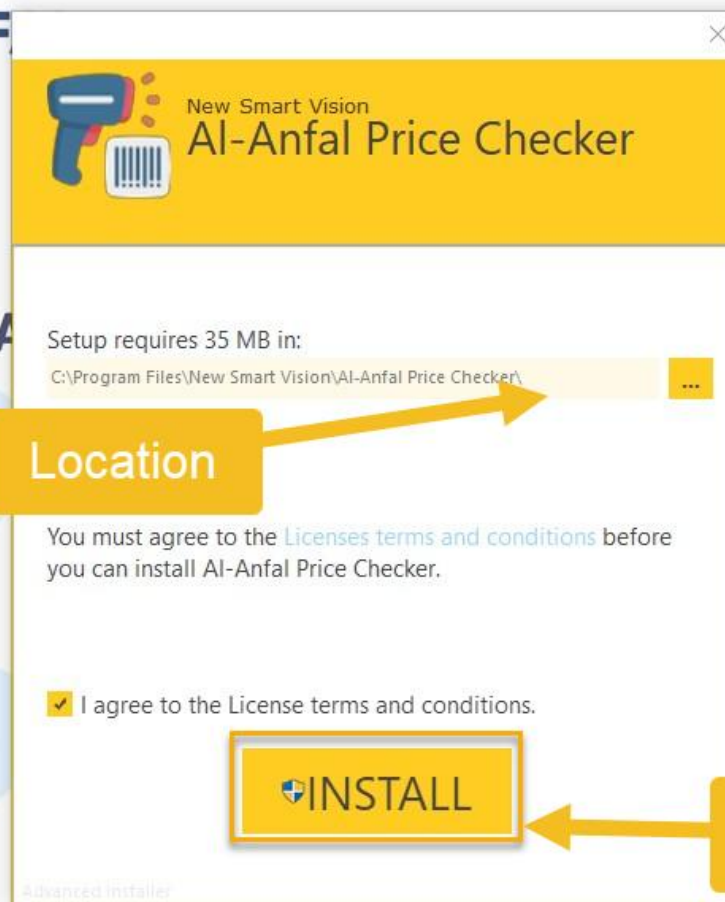 New Smart Vision
Al-Anfal Price Checker
Setup requires 35 MB in:
C:\Program Files\New Smart Vision\Al-Anfal Price Checker\
...
Location
You must agree to the Licenses terms and conditions before
you can install Al-Anfal Price Checker.
I agree to the License terms and conditions.
INSTALL
Advanced Installer